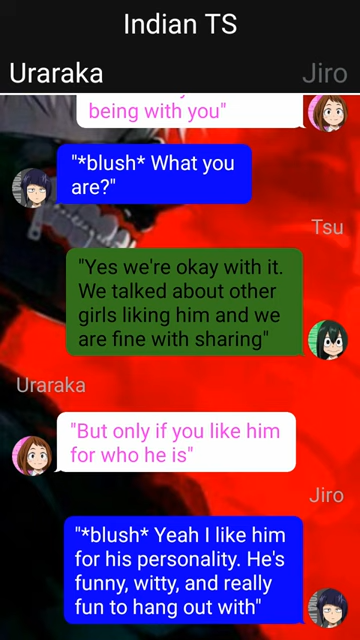 Indian TS
Uraraka
Jiro
being with you"
"*blush* What you
are?"
Tsu
"Yes we're okay with it.
We talked about other
girls liking him and we
are fine with sharing"
Uraraka
"But only if you like him
for who he is"
Jiro
"*blush* Yeah I like him
for his personality. He's
funny, witty, and really
fun to hang out with"